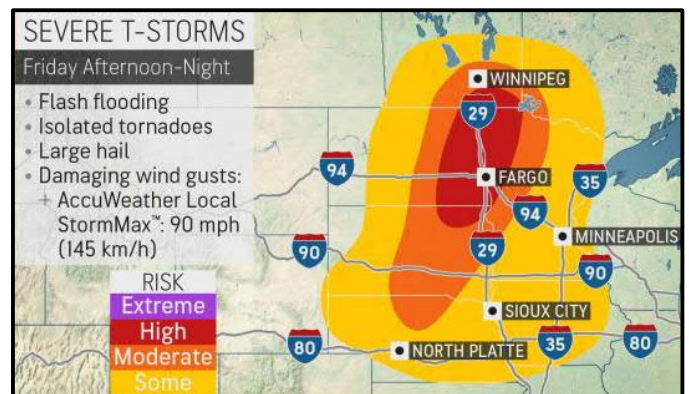 SEVERE T-STORMS
Friday Afternoon-Night
• Flash flooding
• Isolated tornadoes
• Large hail
• Damaging wind gusts:
+ AccuWeather Local
StormMax™: 90 mph
(145 km/h)
RISK
Extreme
High
Moderate
Some
WINNIPEG
29
94
FARGO
35
94
MINNEAPOLIS
90
29
90
SIOUX CITY
80
NORTH PLATTE
35
80